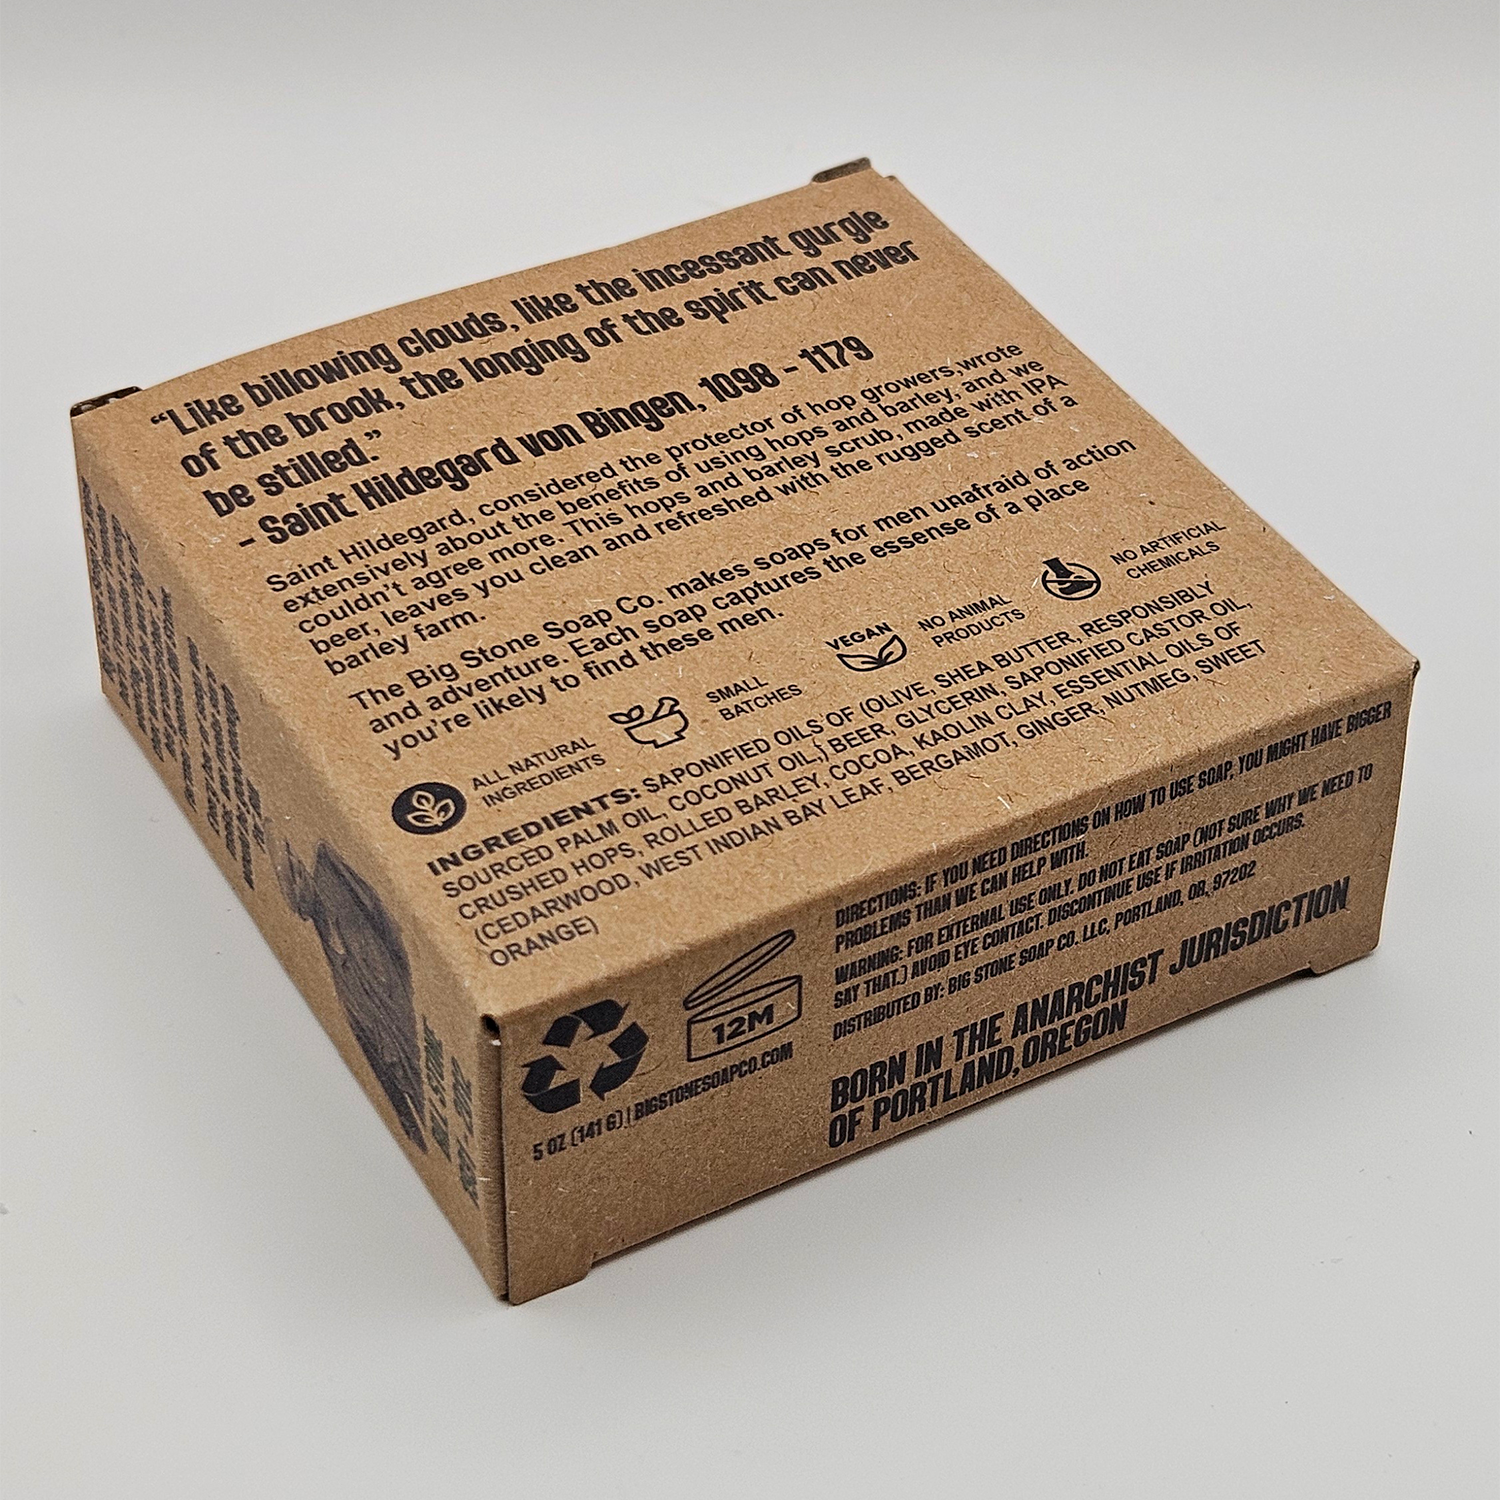 “Like billowing clouds, like the incessant gurgle
of the brook, the longing of the spirit can never
be stilled.”
- Saint Hildegard von Bingen, 1098 - 1179
Saint Hildegard, considered the protector of hop growers, wrote
extensively about the benefits of using hops and barley, and we
couldn't agree more. This hops and barley scrub, made with IPA
beer, leaves you clean and refreshed with the rugged scent of a
barley farm.
The Big Stone Soap Co. makes soaps for men unafraid of action
and adventure. Each soap captures the essense of a place
you're likely to find these men.
ALL NATURAL
INGREDIENTS
SMALL
BATCHES
VEGAN
NO ANIMAL
PRODUCTS
NO ARTIFICIAL
CHEMICALS
INGREDIENTS: SAPONIFIED OILS OF (OLIVE, SHEA BUTTER, RESPONSIBLY
SOURCED PALM OIL, COCONUT OIL,) BEER, GLYCERIN, SAPONIFIED CASTOR OIL,
CRUSHED HOPS, ROLLED BARLEY, COCOA, KAOLIN CLAY, ESSENTIAL OILS OF
(CEDARWOOD, WEST INDIAN BAY LEAF, BERGAMOT, GINGER, NUTMEG, SWEET
ORANGE)
12M
5 OZ (141 G) | BIGSTONESOAPCO.COM
DIRECTIONS: IF YOU NEED DIRECTIONS ON HOW TO USE SOAP, YOU MIGHT HAVE BIGGER
PROBLEMS THAN WE CAN HELP WITH.
WARNING: FOR EXTERNAL USE ONLY. DO NOT EAT SOAP (NOT SURE WHY WE NEED TO
SAY THAT.) AVOID EYE CONTACT. DISCONTINUE USE IF IRRITATION OCCURS.
DISTRIBUTED BY: BIG STONE SOAP CO. LLC, PORTLAND, OR, 97202
BORN IN THE ANARCHIST JURISDICTION
OF PORTLAND, OREGON